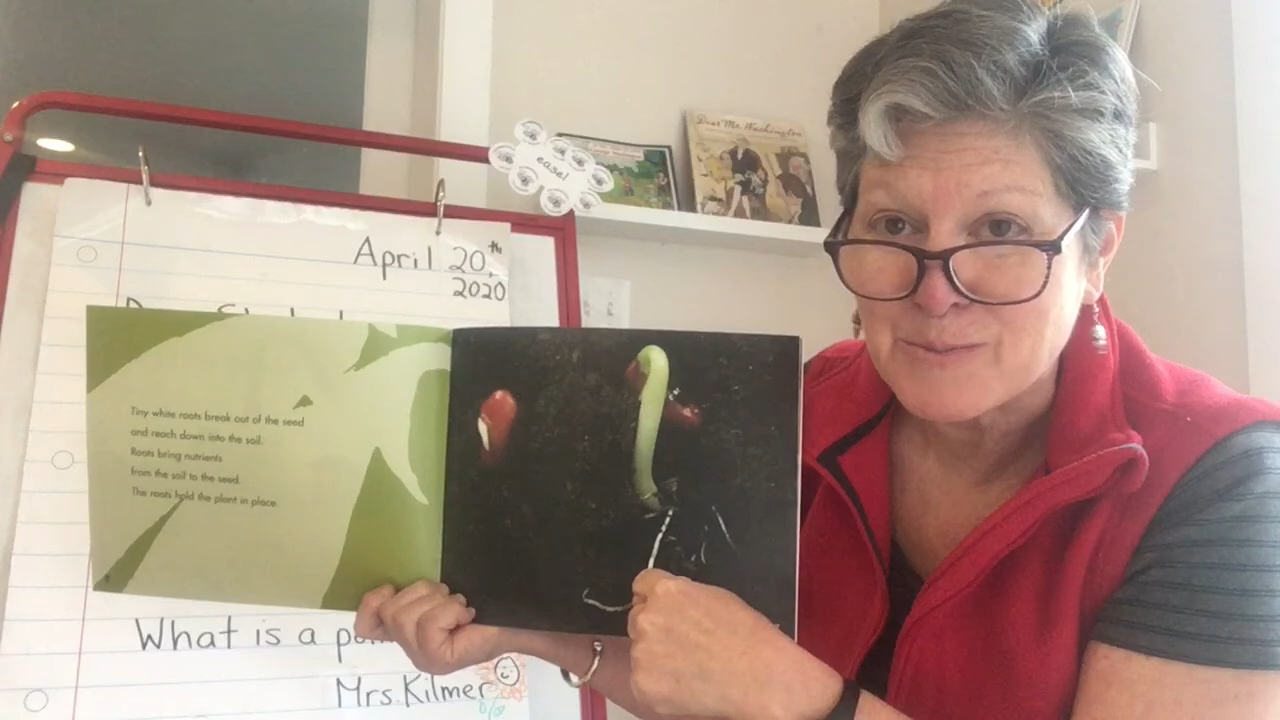 easel
Dear Mr. Washington
April 20,th
2020
Tiny white roots break out of the seed
and reach down into the soil.
Roots bring nutrients
from the soil to the seed.
The roots hold the plant in place.
What is a
Mrs. Kilmer